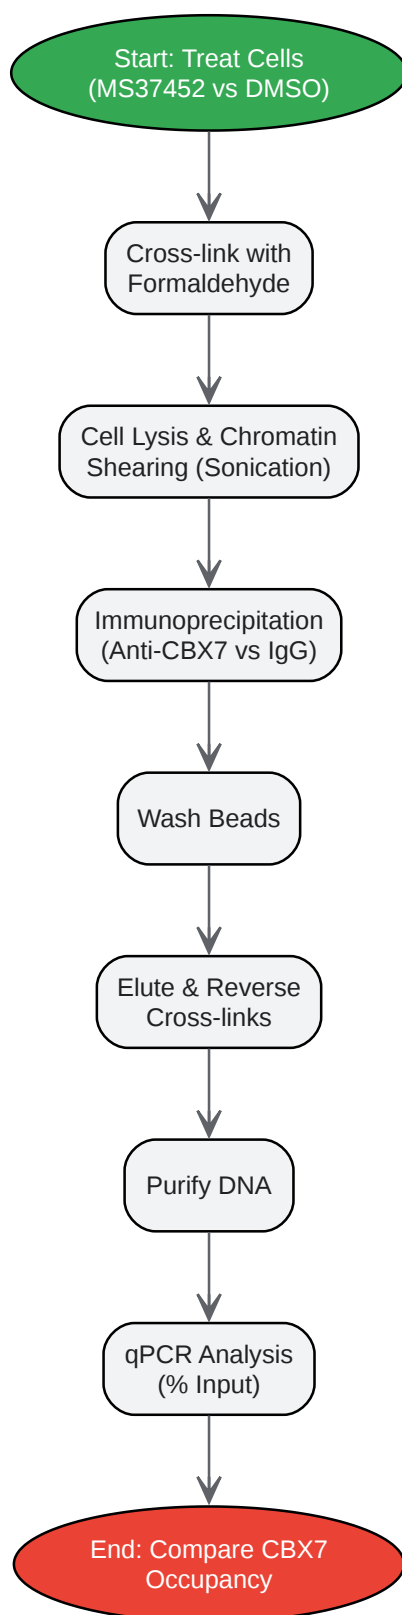 Start: Treat Cells
(MS37452 vs DMSO)
Cross-link with
Formaldehyde
Cell Lysis & Chromatin
Shearing (Sonication)
Immunoprecipitation
(Anti-CBX7 vs IgG)
Wash Beads
Elute & Reverse
Cross-links
Purify DNA
qPCR Analysis
(% Input)
End: Compare CBX7
Occupancy